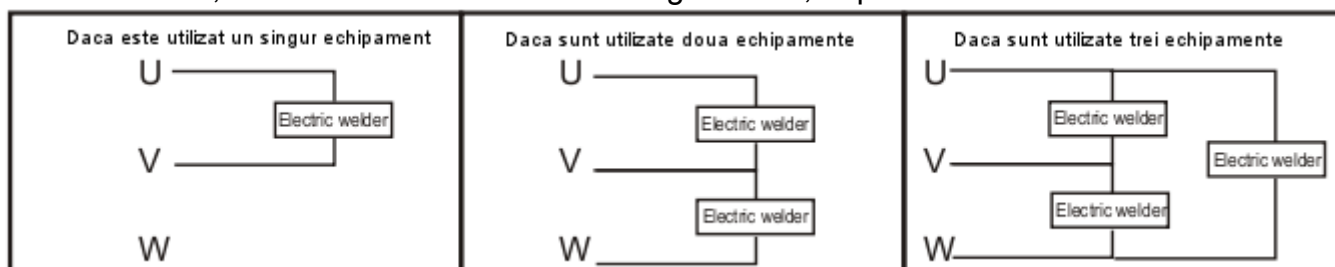 Daca este utilizat un singur echipament
U
Electric welder
V
W
Daca sunt utilizate doua echipamente
U
Electric welder
V
Electric welder
W
Daca sunt utilizate trei echipamente
U
Electric welder
V
Electric welder
Electric welder
W